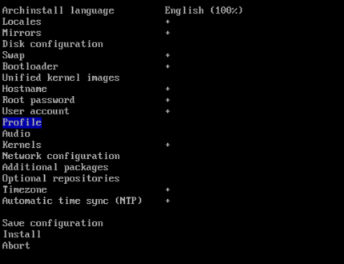 Archinstall language English (100%)
Locales +
Mirrors +
Disk configuration
Swap +
Bootloader +
Unified kernel images
Hostname +
Root password +
User account +
Profile
Audio
Kernels +
Network configuration
Additional packages
Optional repositories
Timezone +
Automatic time sync (NTP) +
Save configuration
Install
Abort